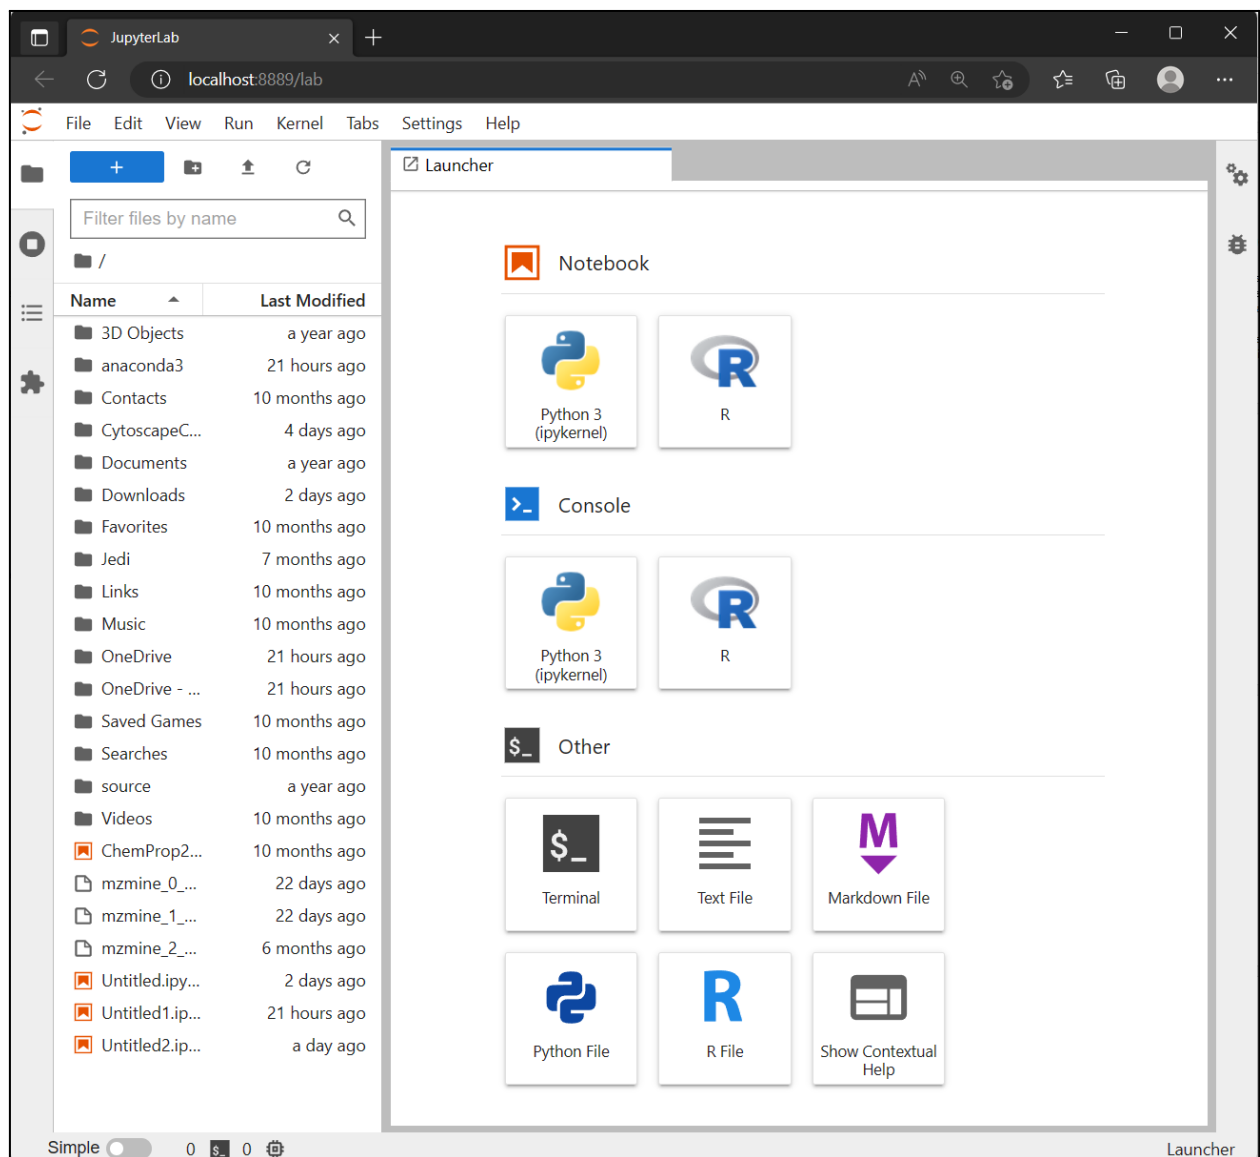 JupyterLab
localhost:8889/lab
File Edit View Run Kernel Tabs Settings Help
+
Filter files by name
/
Name Last Modified
3D Objects a year ago
anaconda3 21 hours ago
Contacts 10 months ago
CytoscapeC... 4 days ago
Documents a year ago
Downloads 2 days ago
Favorites 10 months ago
Jedi 7 months ago
Links 10 months ago
Music 10 months ago
OneDrive 21 hours ago
OneDrive - ... 21 hours ago
Saved Games 10 months ago
Searches 10 months ago
source a year ago
Videos 10 months ago
ChemProp2... 10 months ago
mzmine_0_... 22 days ago
mzmine_1_... 22 days ago
mzmine_2_... 6 months ago
Untitled.ipy... 2 days ago
Untitled1.ip... 21 hours ago
Untitled2.ip... a day ago
Launcher
Notebook
Python 3
(ipykernel)
R
R
Console
Python 3
(ipykernel)
R
R
$_ Other
$_
Terminal
Text File
M
Markdown File
Python File
R
R File
Show Contextual
Help
Simple 0 $_ 0
Launcher